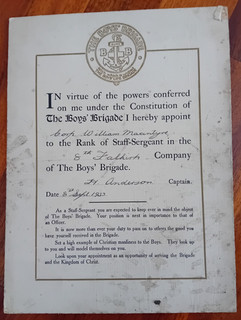 THE BOYS' BRIGADE
IN virtue of the powers conferred
on me under the Constitution of
The Boys' Brigade I hereby appoint
Corp William
to the Rank of Staff-Sergeant in the
8th Falkirk Company
of The Boys' Brigade.
Anderson Captain.
Date Sept.
As a Staff-Sergeant you are expected to keep ever in mind the object
of The Boys' Brigade. Your position is next in importance to that of
an Officer.
It is now more than ever your duty to pass on to others the good you
have yourself received in the Brigade.
Set a high example of Christian manliness to the Boys. They look up
to you and will model themselves on you.
Look upon your appointment as an opportunity of serving the Brigade
and the Kingdom of Christ.